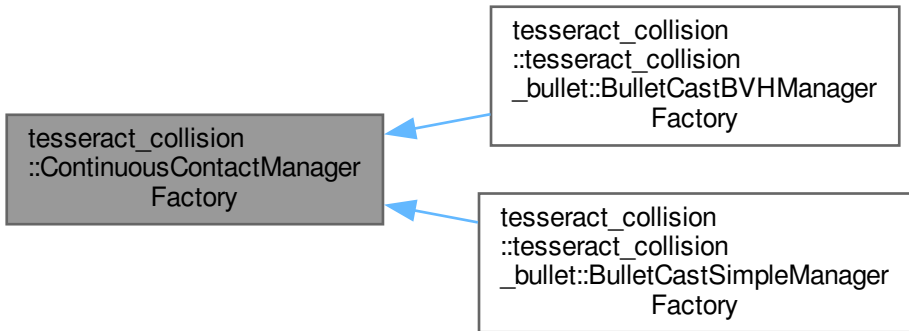 tesseract_collision
::ContinuousContactManager
Factory
tesseract_collision
::tesseract_collision
_bullet::BulletCastBVHManager
Factory
tesseract_collision
::tesseract_collision
_bullet::BulletCastSimpleManager
Factory